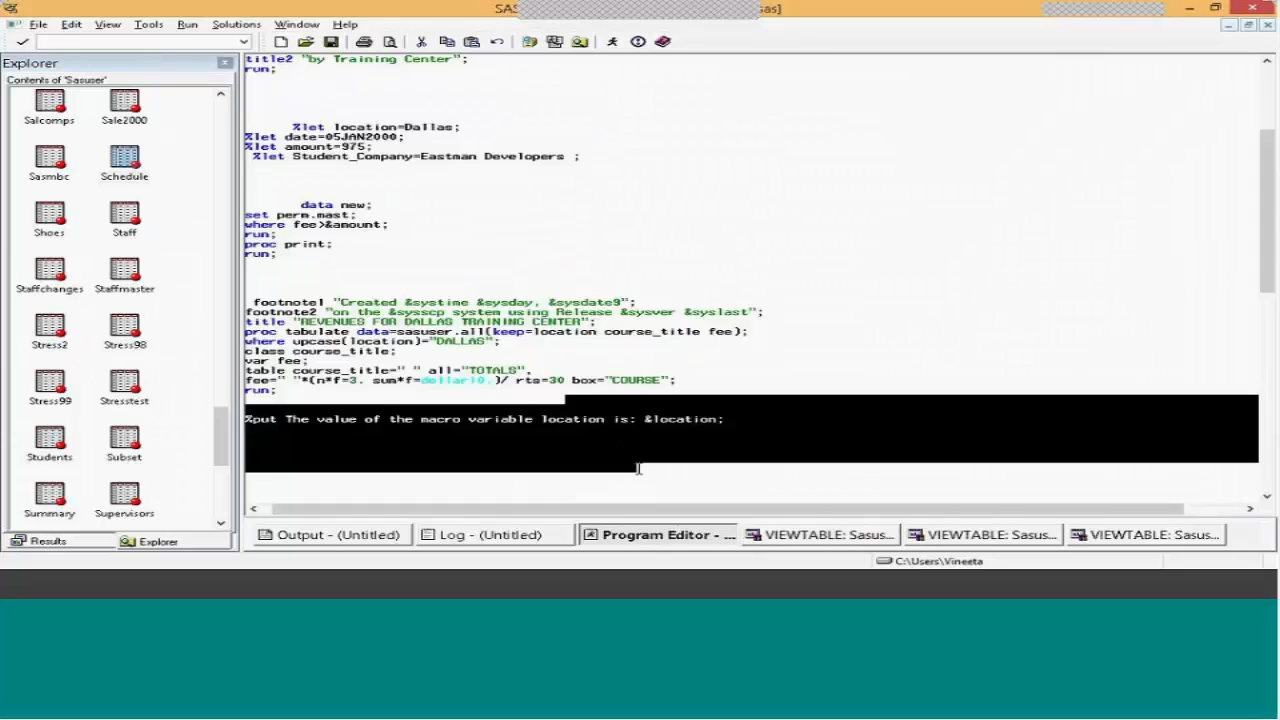 SAS
sas]
File Edit View Tools Run Solutions Window Help
Explorer
Contents of 'Sasuser'
Salcomps Sale2000
Sasmbc Schedule
Shoes Staff
Staffchanges Staffmaster
Stress2 Stress98
Stress99 Stresstest
Students Subset
Summary Supervisors
Results Explorer
title2 "by Training Center";
run;
%let location=Dallas;
%let date=05JAN2000;
%let amount=975;
%let Student_Company=Eastman Developers ;
data new;
set perm.mast;
where fee>&amount;
run;
proc print;
run;
footnote1 "Created &systime &sysday, &sysdate9";
footnote2 "on the &sysscp system using Release &sysver &syslast";
title "REVENUES FOR DALLAS TRAINING CENTER";
proc tabulate data=sasuser.all(keep=location course_title fee);
where upcase(location)="DALLAS";
class course_title;
var fee;
table course_title=" " all="TOTALS",
fee=" "*(n*f=3. sum*f=dollar10.)/ rts=30 box="COURSE";
run;
%put The value of the macro variable location is: &location;
Output - (Untitled) Log - (Untitled) Program Editor - ... VIEWTABLE: Sasus... VIEWTABLE: Sasus... VIEWTABLE: Sasus...
C:\Users\Vineeta